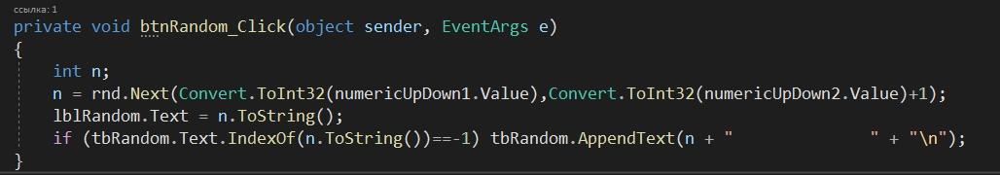 ссылка: 1
private void btnRandom_Click(object sender, EventArgs e)
{
    int n;
    n = rnd.Next(Convert.ToInt32(numericUpDown1.Value),Convert.ToInt32(numericUpDown2.Value)+1);
    lblRandom.Text = n.ToString();
    if (tbRandom.Text.IndexOf(n.ToString())==-1) tbRandom.AppendText(n + "              " + "\n");
}